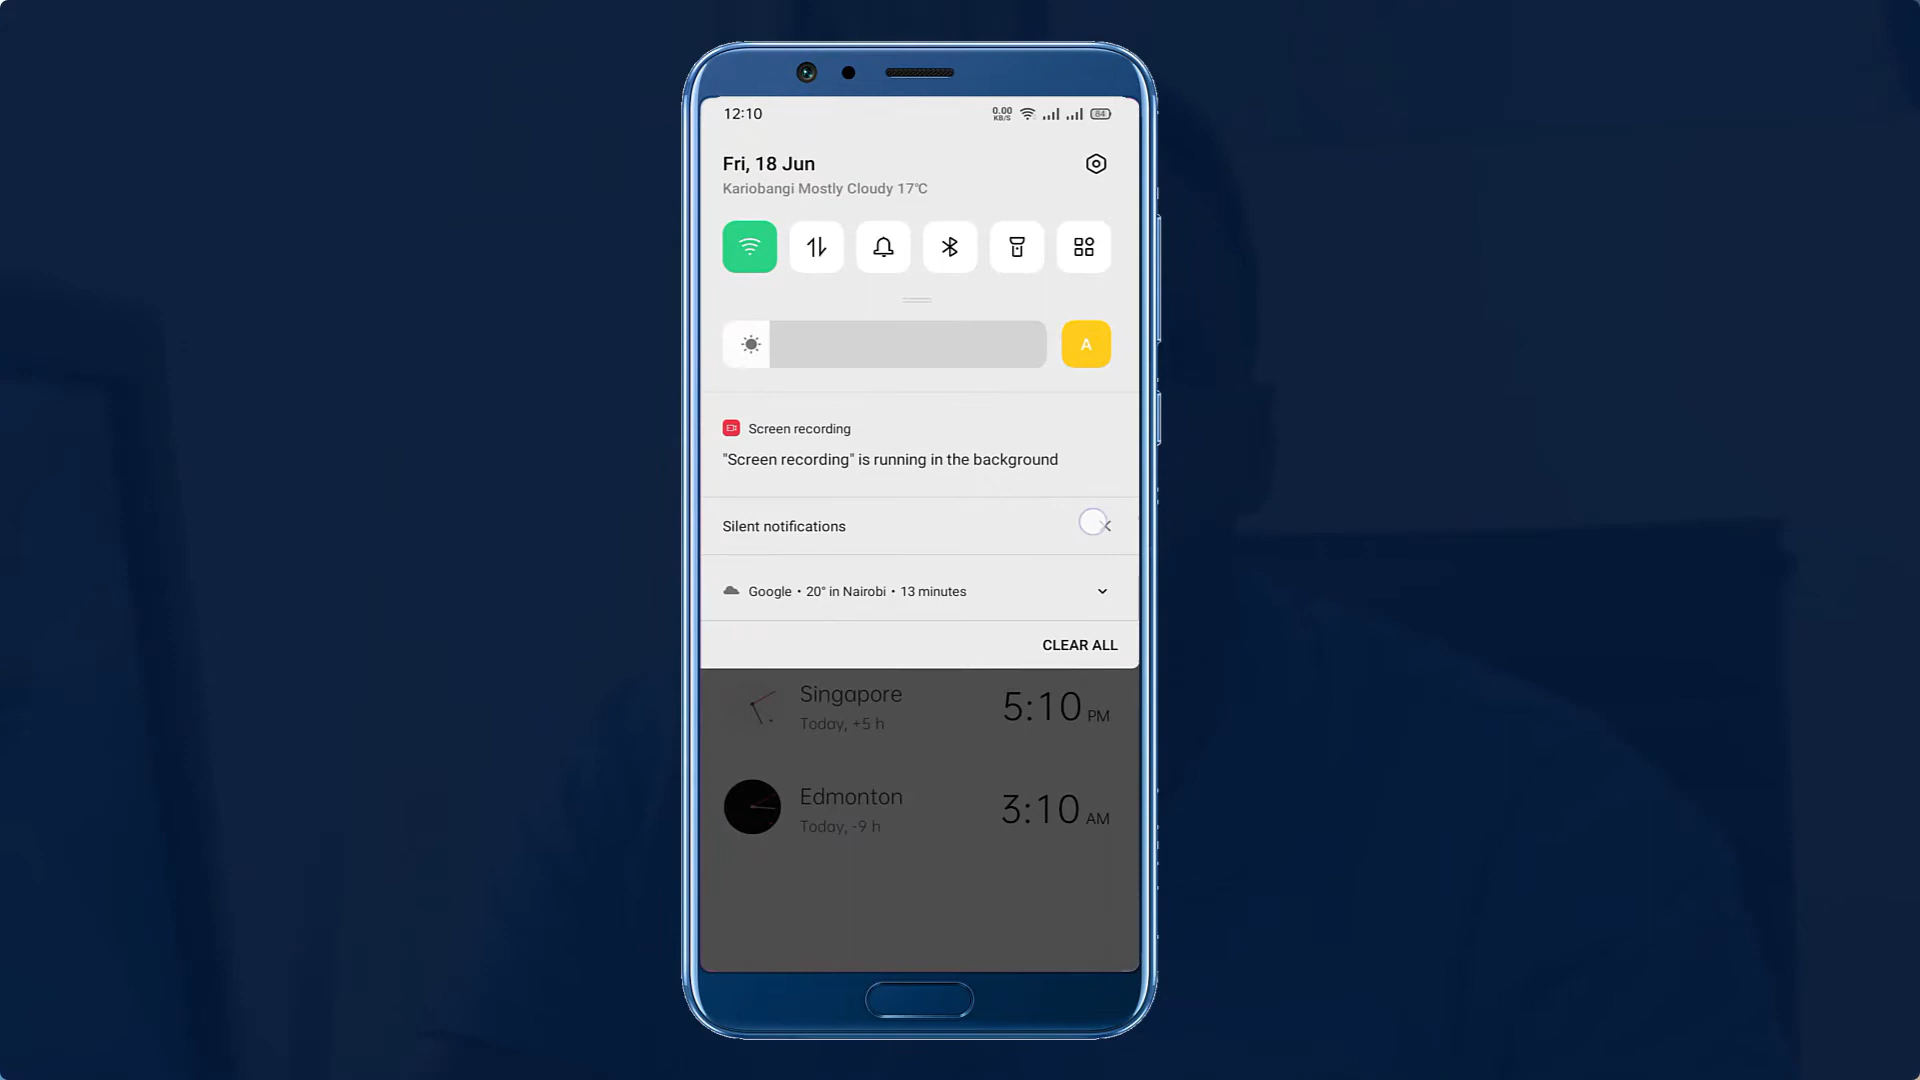 12:10
0.00
KB/S
84
Fri, 18 Jun
Kariobangi Mostly Cloudy 17°C
A
Screen recording
"Screen recording" is running in the background
Silent notifications
Google • 20° in Nairobi • 13 minutes
CLEAR ALL
Singapore
5:10 PM
Today, +5 h
Edmonton
3:10 AM
Today, -9 h